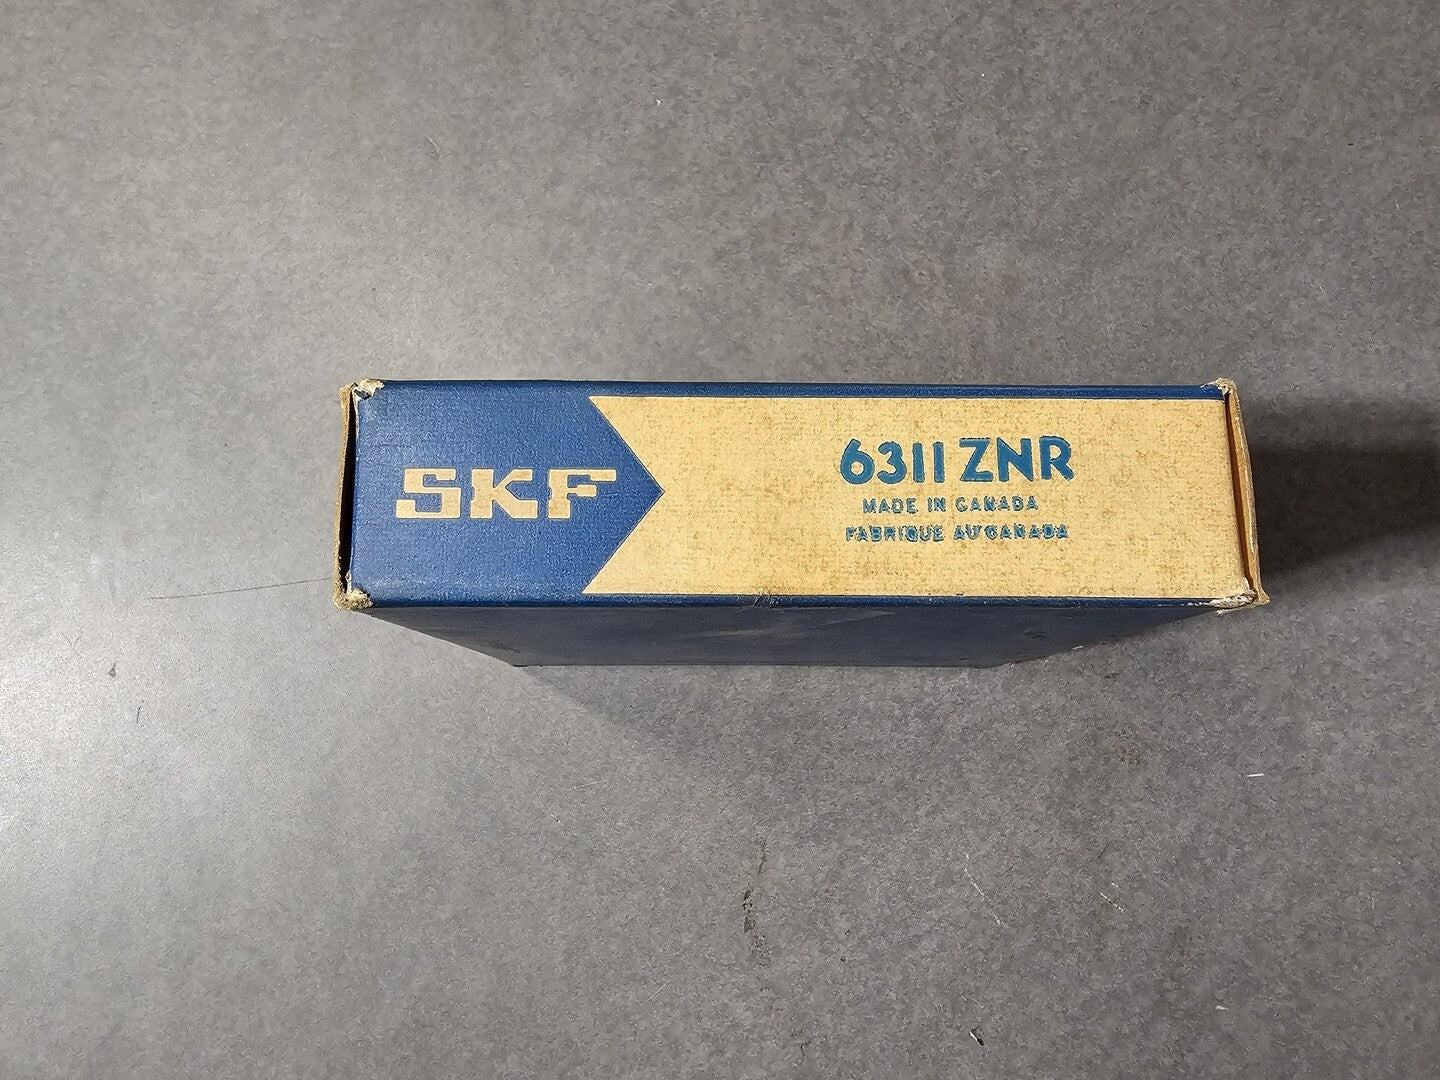 SKF
6311 ZNR
MADE IN CANADA
FABRIQUE AU CANADA